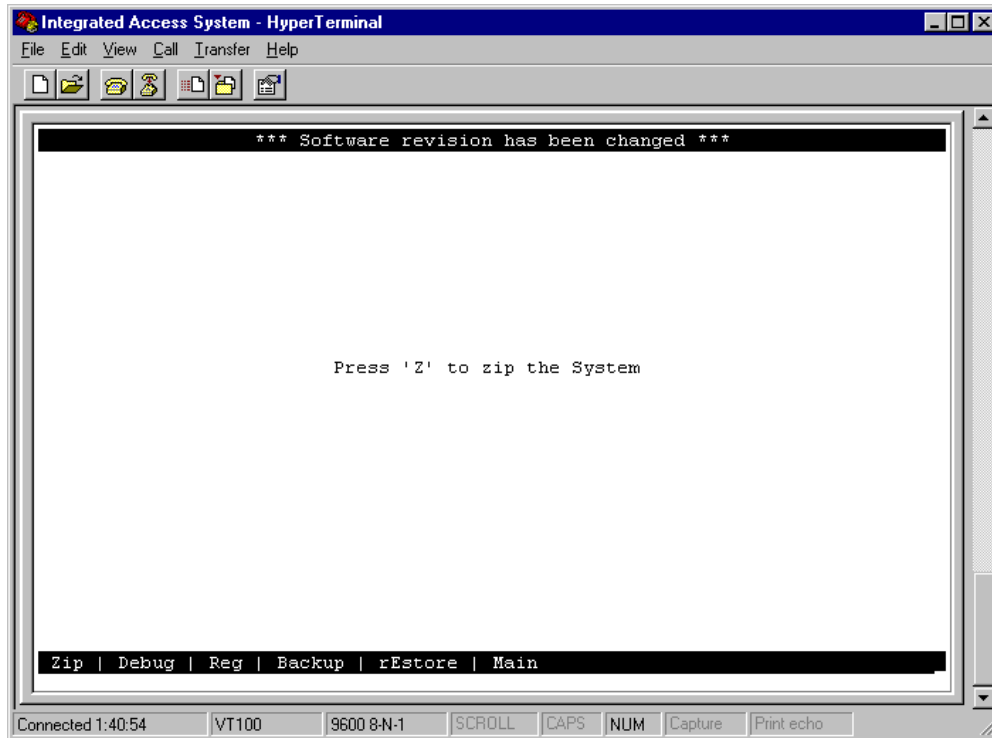 Integrated Access System - HyperTerminal
File Edit View Call Transfer Help
*** Software revision has been changed ***
Press 'Z' to zip the System
Zip | Debug | Reg | Backup | rEstore | Main
Connected 1:40:54 VT100 9600 8-N-1 SCROLL CAPS NUM Capture Print echo